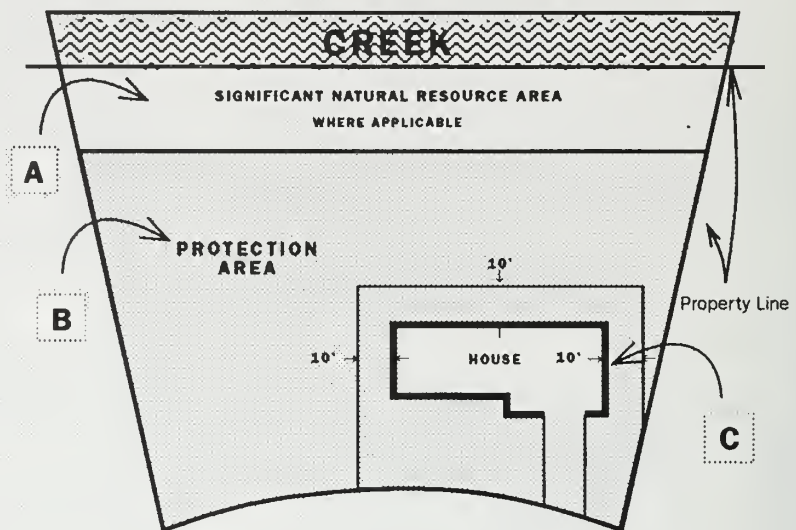 CREEK
SIGNIFICANT NATURAL RESOURCE AREA
WHERE APPLICABLE
A
PROTECTION
AREA
10'
B
Property Line
10'
HOUSE
10'
C